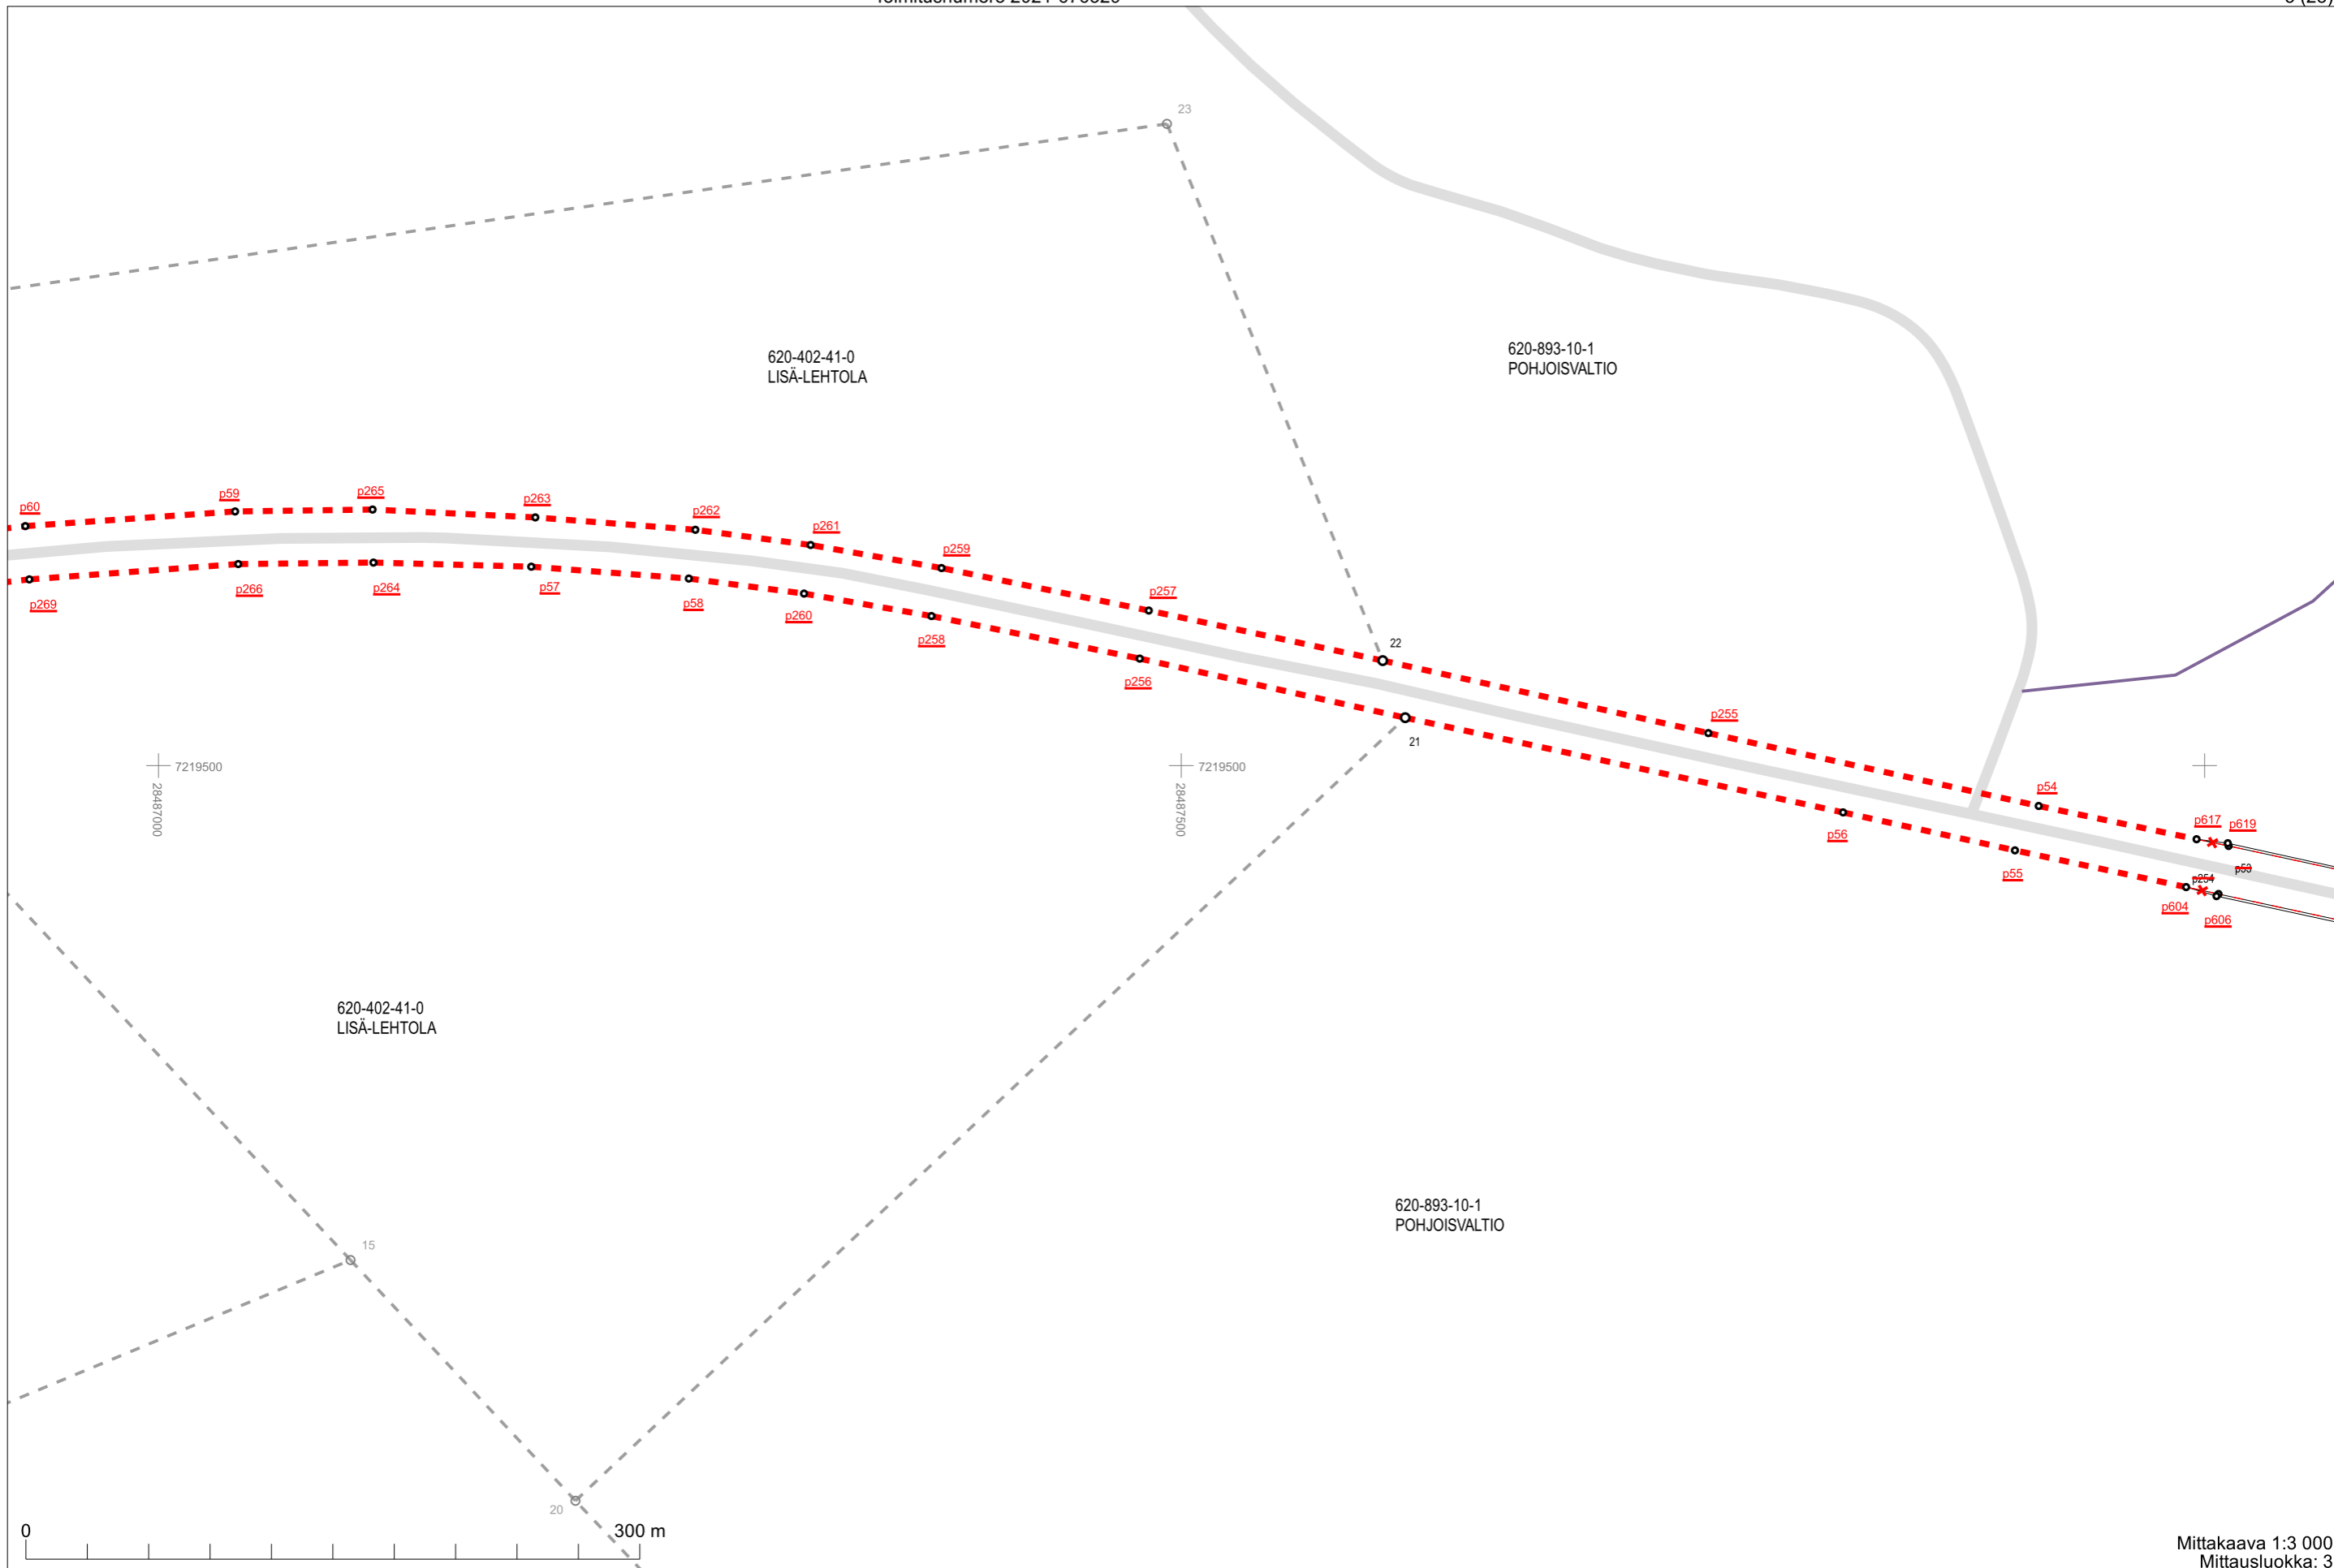 23
620-402-41-0
LISÄ-LEHTOLA
620-893-10-1
POHJOISVALTIO
p60
p59
p265
p263
p262
p261
p259
p257
22
p255
p54
p617
p619
p53
p269
p266
p264
p57
p58
p260
p258
p256
21
p56
p55
p254
p604
p606
7219500
28487000
7219500
28487500
620-402-41-0
LISÄ-LEHTOLA
620-893-10-1
POHJOISVALTIO
15
20
0
300 m
Mittakaava 1:3 000
Mittausluokka: 3